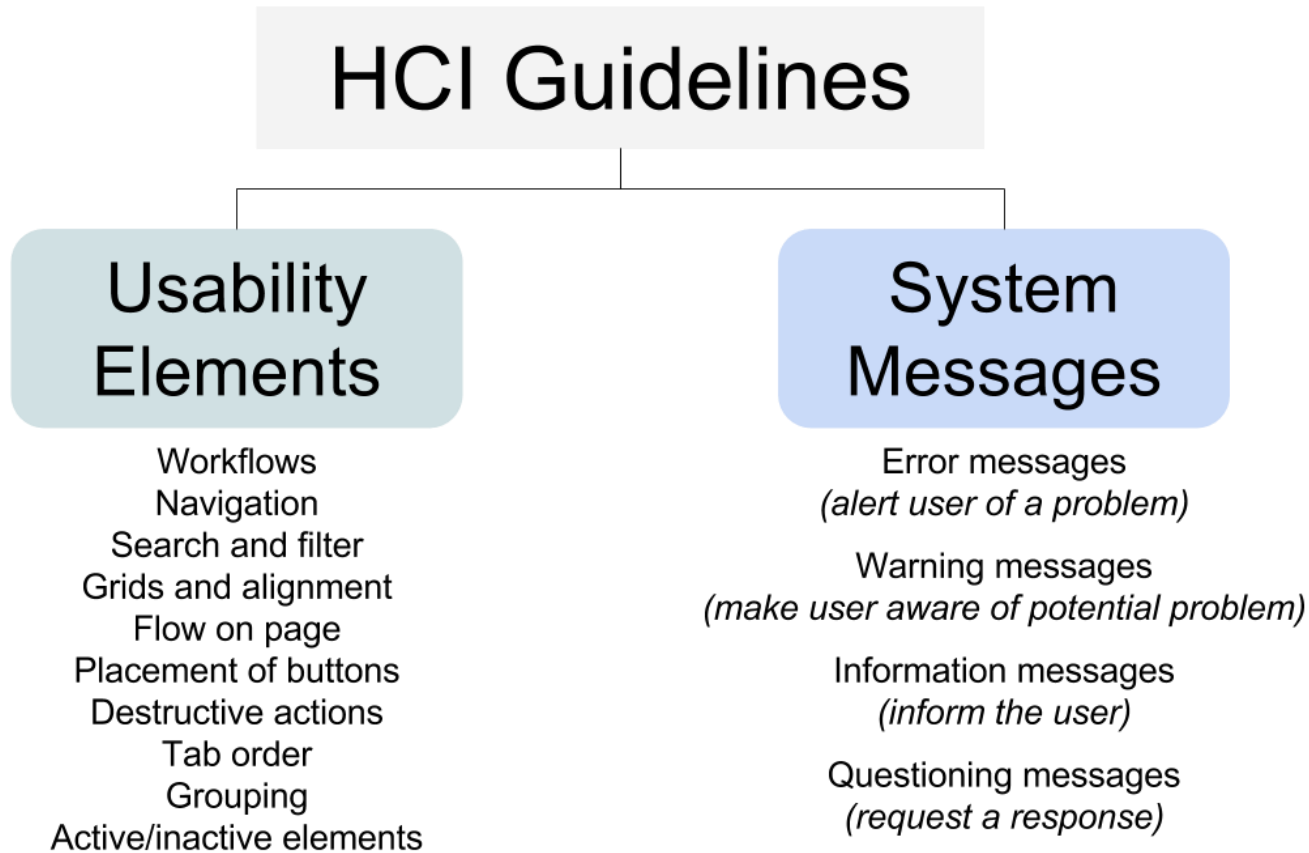 HCI Guidelines
Usability
Elements
Workflows
Navigation
Search and filter
Grids and alignment
Flow on page
Placement of buttons
Destructive actions
Tab order
Grouping
Active/inactive elements
System
Messages
Error messages
(alert user of a problem)
Warning messages
(make user aware of potential problem)
Information messages
(inform the user)
Questioning messages
(request a response)